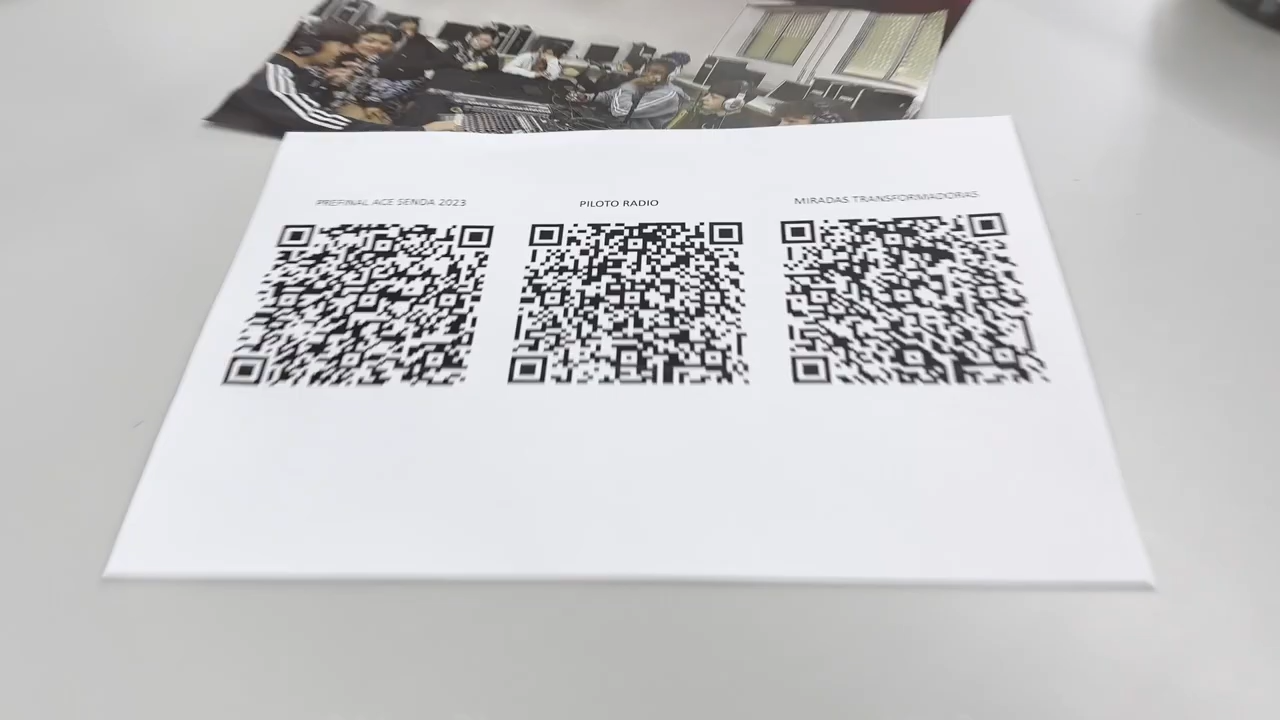 PREFINAL ACE SENDA 2023
PILOTO RADIO
MIRADAS TRANSFORMADORAS